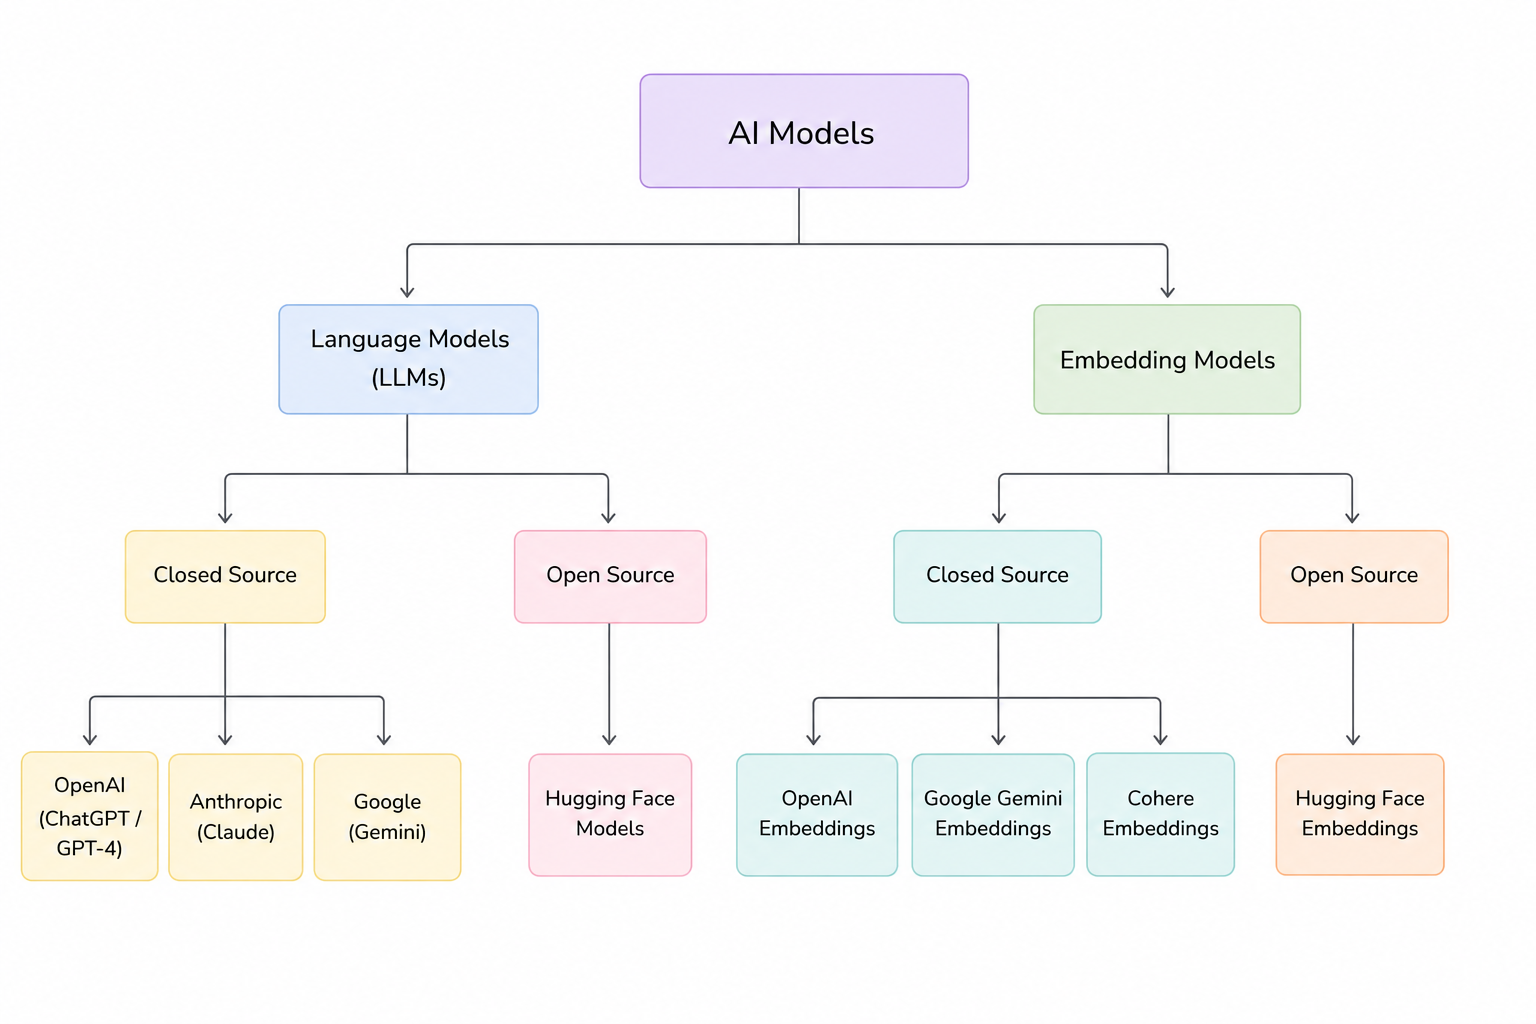 AI Models
Language Models
(LLMs)
Embedding Models
Closed Source
Open Source
Closed Source
Open Source
OpenAI
(ChatGPT /
GPT-4)
Anthropic
(Claude)
Google
(Gemini)
Hugging Face
Models
OpenAI
Embeddings
Google Gemini
Embeddings
Cohere
Embeddings
Hugging Face
Embeddings